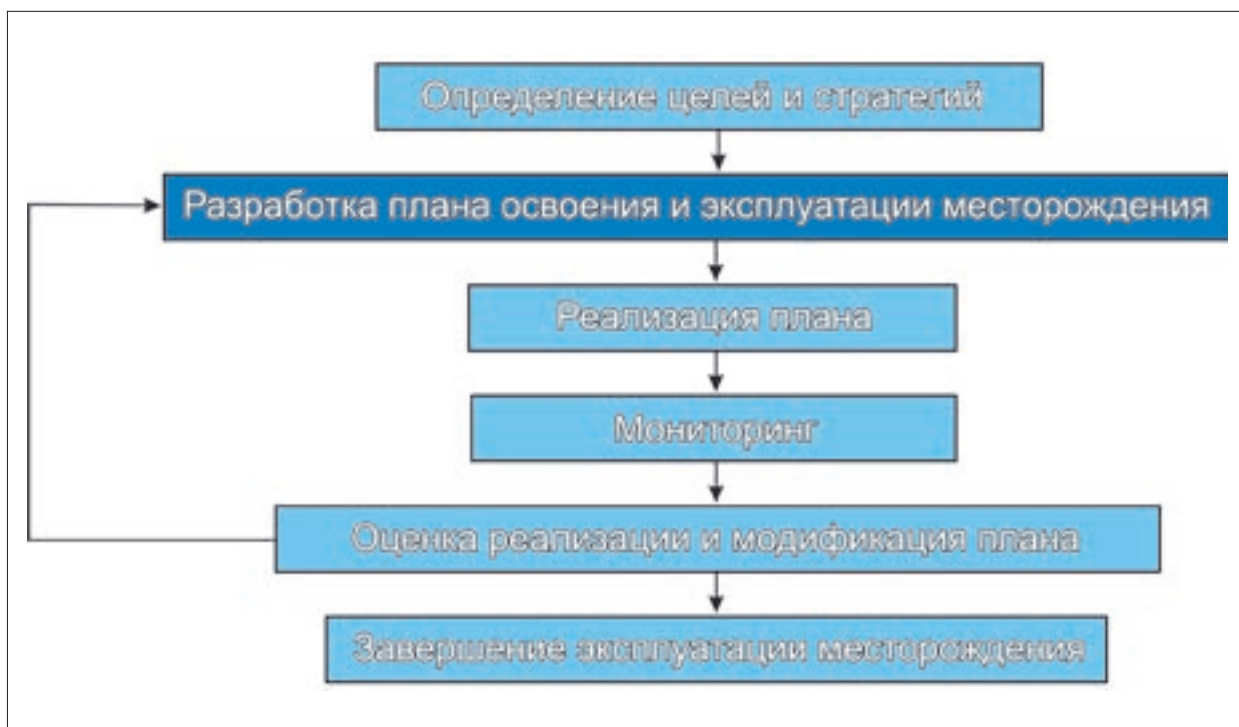 Определение целей и стратегий
Разработка плана освоения и эксплуатации месторождения
Реализация плана
Мониторинг
Оценка реализации и модификация плана
Завершение эксплуатации месторождения